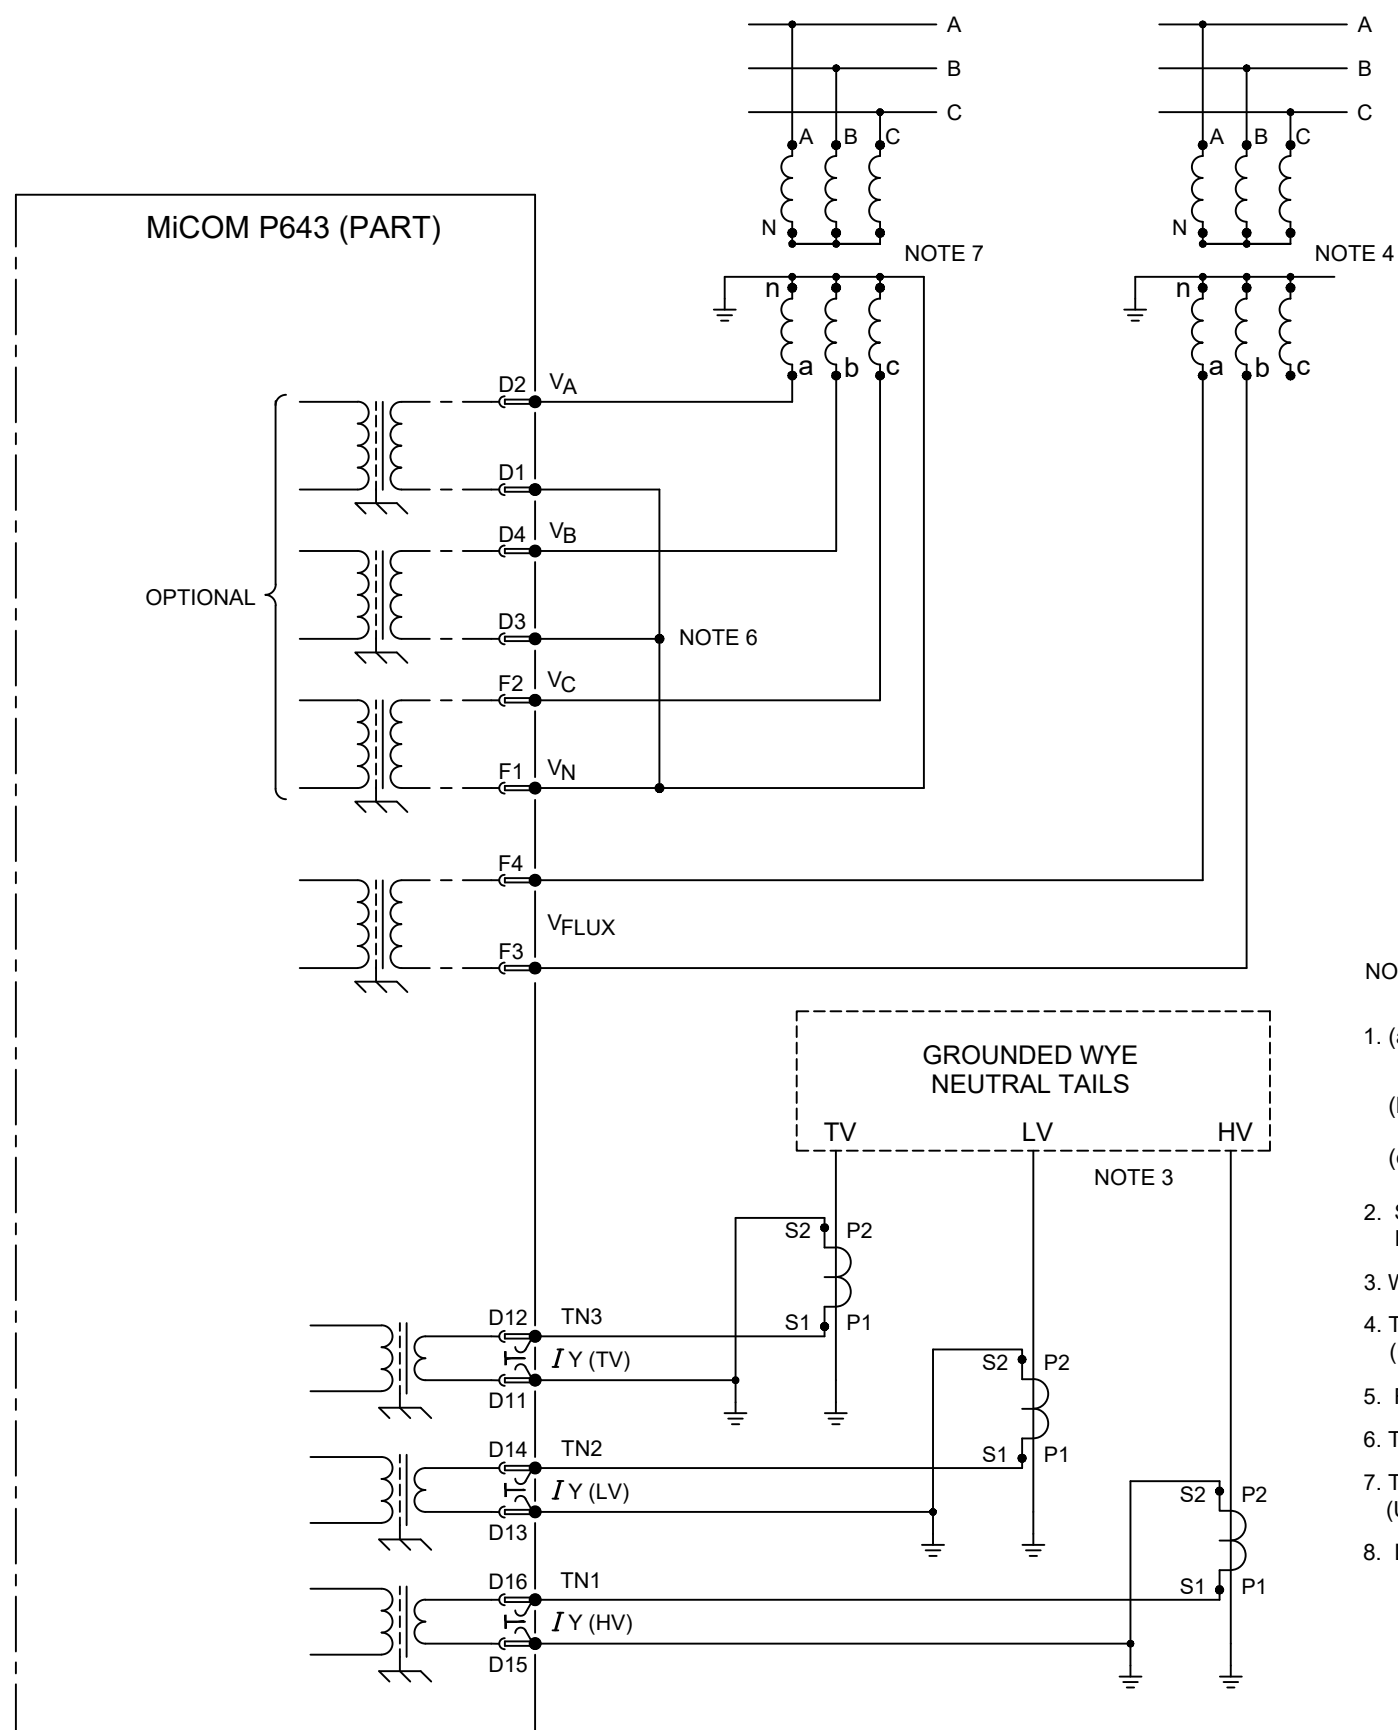 A
B
C
A
B
C
A
B
C
N
NOTE 7
n
a
b
c
A
B
C
N
NOTE 4
n
a
b
c
MiCOM P643 (PART)
D2
VA
D1
D4
VB
OPTIONAL
D3
NOTE 6
F2
VC
F1
VN
F4
VFLUX
F3
GROUNDED WYE
NEUTRAL TAILS
TV
LV
HV
NOTE 3
S2
P2
S1
P1
D12
TN3
I Y (TV)
D11
S2
P2
S1
P1
D14
TN2
I Y (LV)
D13
S2
P2
S1
P1
D16
TN1
I Y (HV)
D15
NO
1. (
(
(
2.
3.
4. T
(
5.
6. T
7. T
(
8.